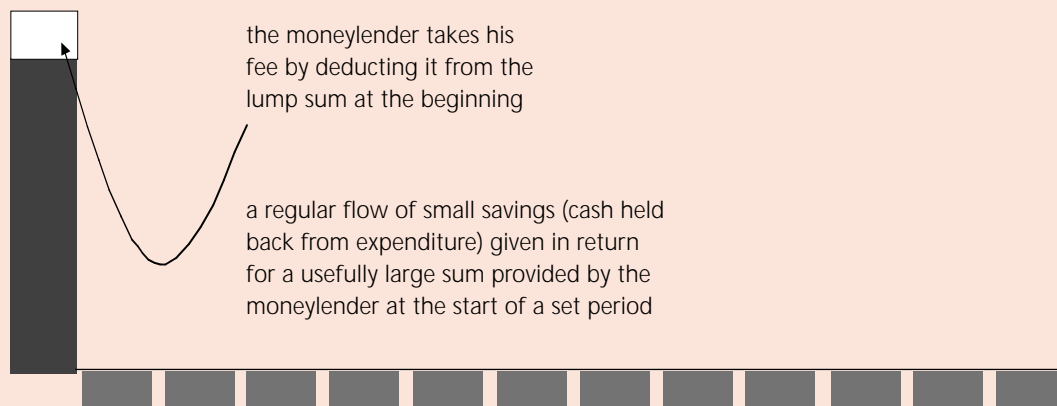 the moneylender takes his
fee by deducting it from the
lump sum at the beginning
a regular flow of small savings (cash held
back from expenditure) given in return
for a usefully large sum provided by the
moneylender at the start of a set period